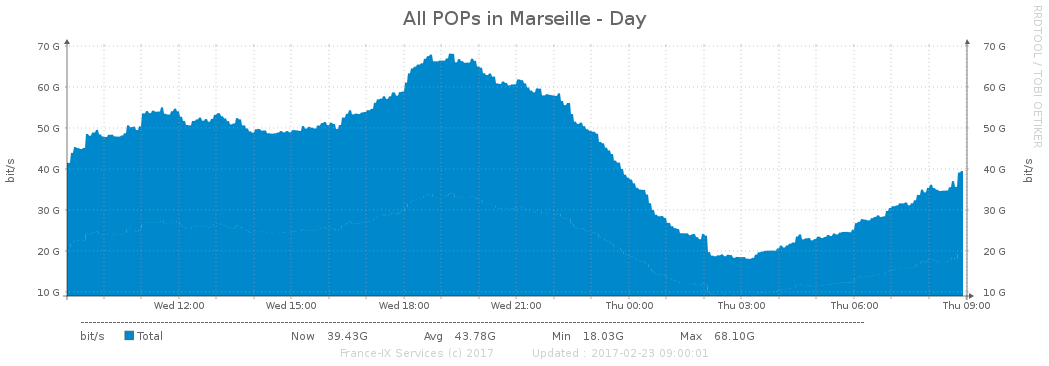 All POPs in Marseille - Day
RRDTOOL / TOBI OETIKER
70 G 70 G
60 G 60 G
50 G 50 G
40 G 40 G
30 G 30 G
20 G 20 G
10 G 10 G
bit/s
bit/s
Wed 12:00 Wed 15:00 Wed 18:00 Wed 21:00 Thu 00:00 Thu 03:00 Thu 06:00 Thu 09:00
bit/s Total Now 39.43G Avg 43.78G Min 18.03G Max 68.10G
France-IX Services (c) 2017 Updated : 2017-02-23 09:00:01